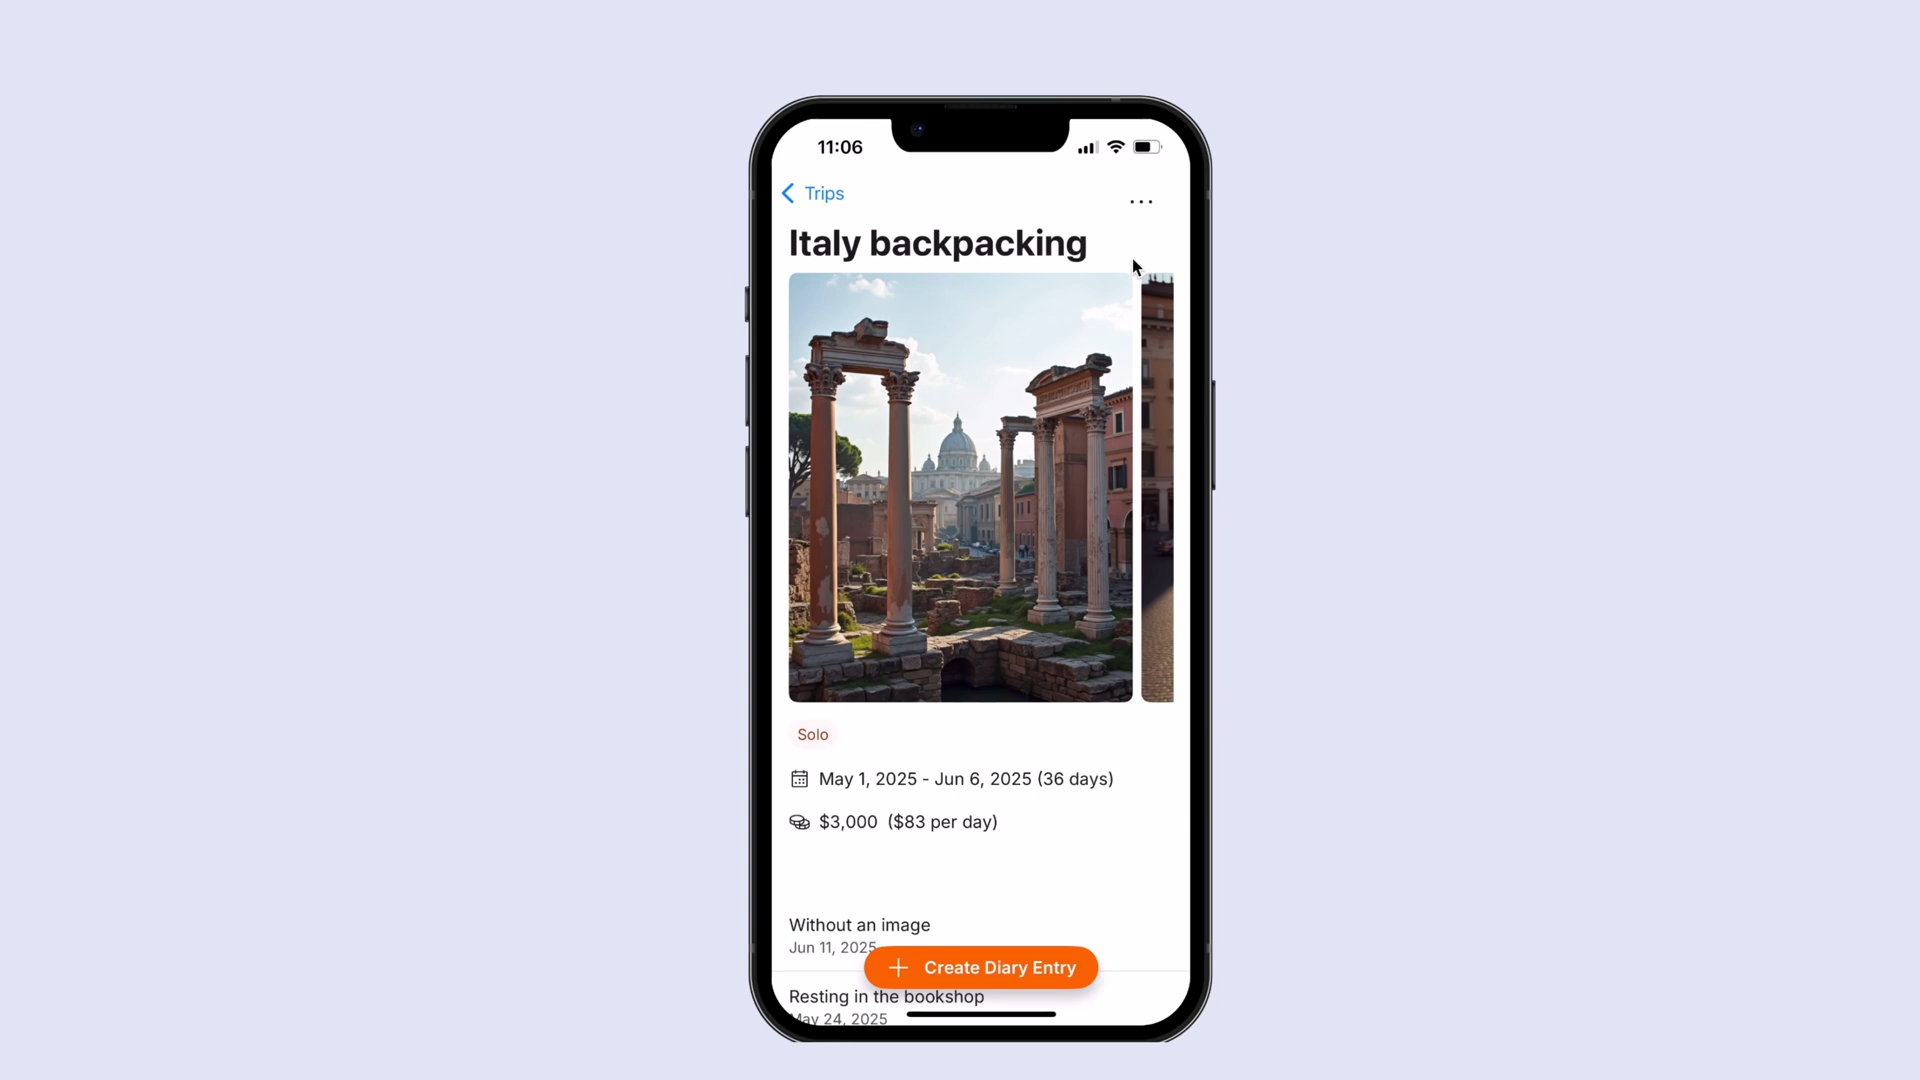 11:06
Trips
Italy backpacking
Solo
May 1, 2025 - Jun 6, 2025 (36 days)
$3,000 ($83 per day)
Without an image
Jun 11, 2025
Create Diary Entry
Resting in the bookshop
May 24, 2025